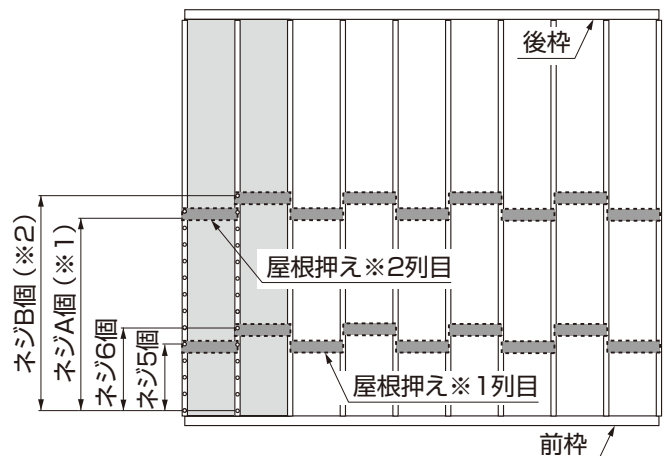 後枠
ネジB個(※2)
ネジA個(※1)
ネジ6個
ネジ5個
屋根押え※2列目
屋根押え※1列目
前枠